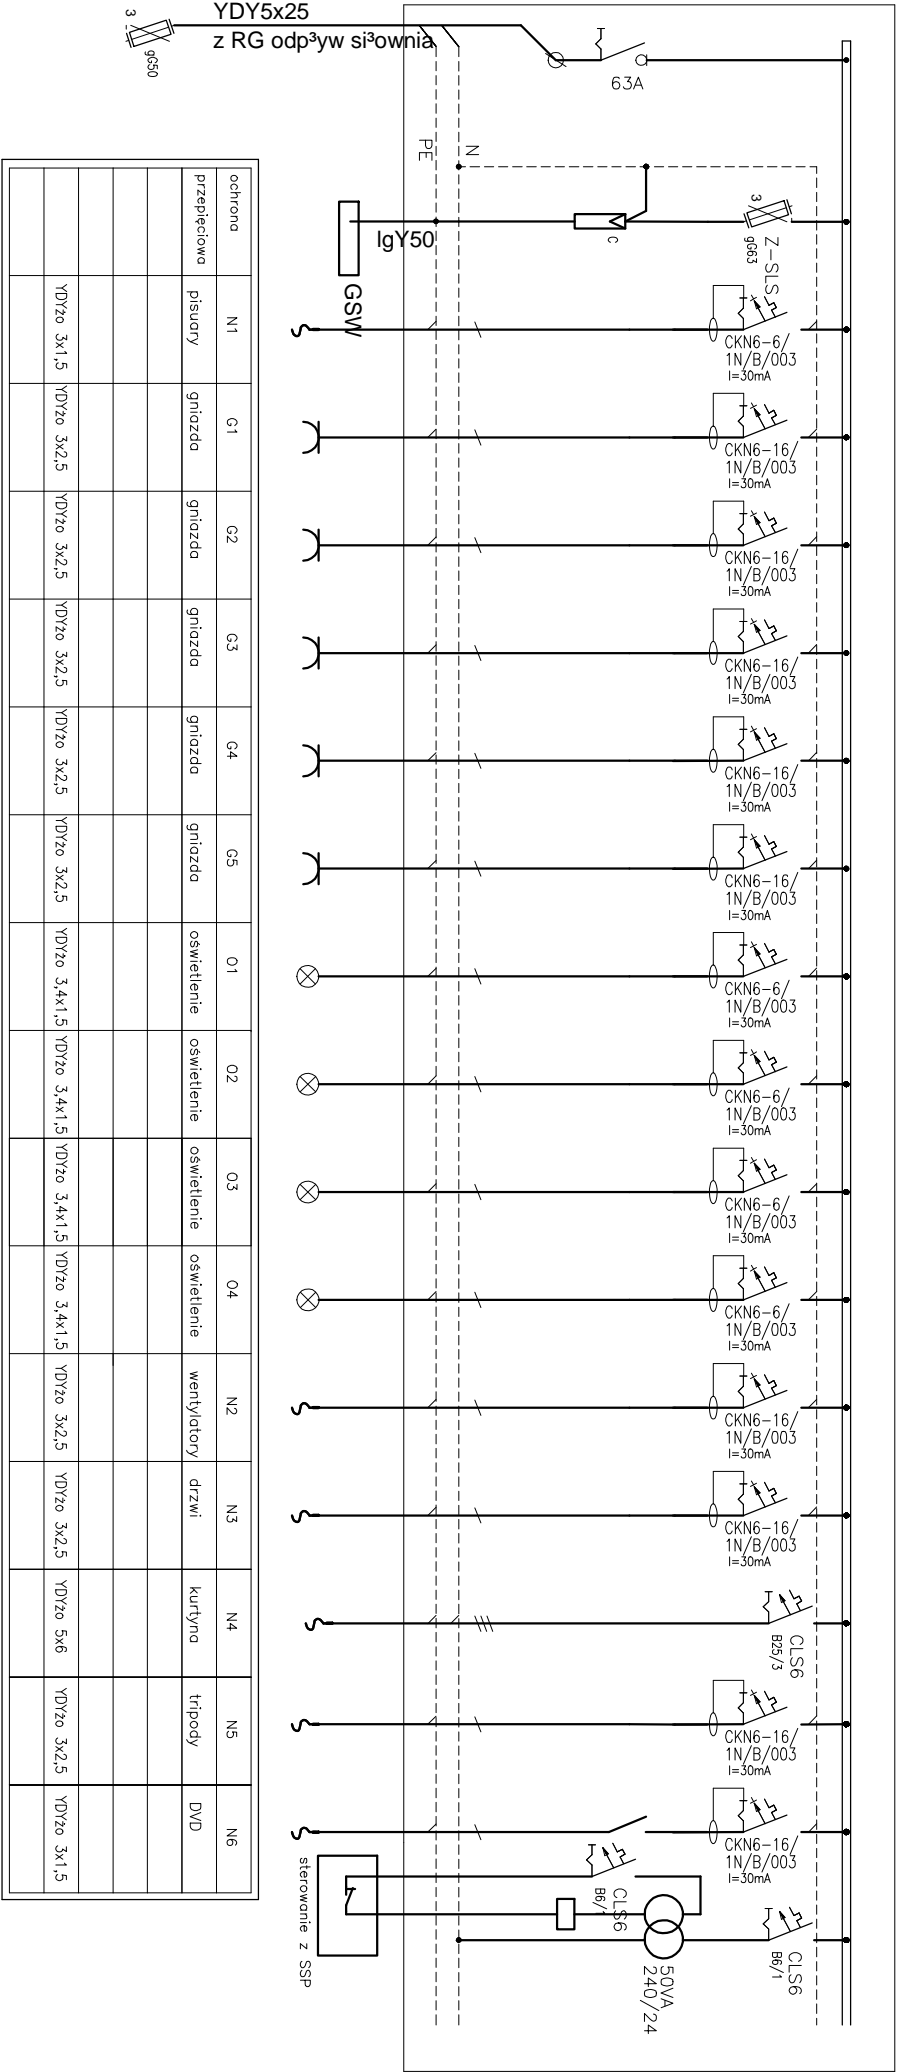 YDY5x25
z RG odp³yw si³ownia
3
gG50
63A
PE
N
3
gG63
Z-SLS
C
lgY50
GSW
CKN6-6/
1N/B/003
I=30mA
CKN6-16/
1N/B/003
I=30mA
CKN6-16/
1N/B/003
I=30mA
CKN6-16/
1N/B/003
I=30mA
CKN6-16/
1N/B/003
I=30mA
CKN6-16/
1N/B/003
I=30mA
CKN6-6/
1N/B/003
I=30mA
CKN6-6/
1N/B/003
I=30mA
CKN6-6/
1N/B/003
I=30mA
CKN6-6/
1N/B/003
I=30mA
CKN6-16/
1N/B/003
I=30mA
CKN6-16/
1N/B/003
I=30mA
CLS6
B25/3
CKN6-16/
1N/B/003
I=30mA
CKN6-16/
1N/B/003
I=30mA
CLS6
B6/1
CLS6
B6/1
50VA
240/24
sterowanie z SSP
ochrona
przepięciowa
N1
pisuary
YDYżo 3x1,5
G1
gniazda
YDYżo 3x2,5
G2
gniazda
YDYżo 3x2,5
G3
gniazda
YDYżo 3x2,5
G4
gniazda
YDYżo 3x2,5
G5
gniazda
YDYżo 3x2,5
O1
oświetlenie
YDYżo 3,4x1,5
O2
oświetlenie
YDYżo 3,4x1,5
O3
oświetlenie
YDYżo 3,4x1,5
O4
oświetlenie
YDYżo 3,4x1,5
N2
wentylatory
YDYżo 3x2,5
N3
drzwi
YDYżo 3x2,5
N4
kurtyna
YDYżo 5x6
N5
tripody
YDYżo 3x2,5
N6
DVD
YDYżo 3x1,5